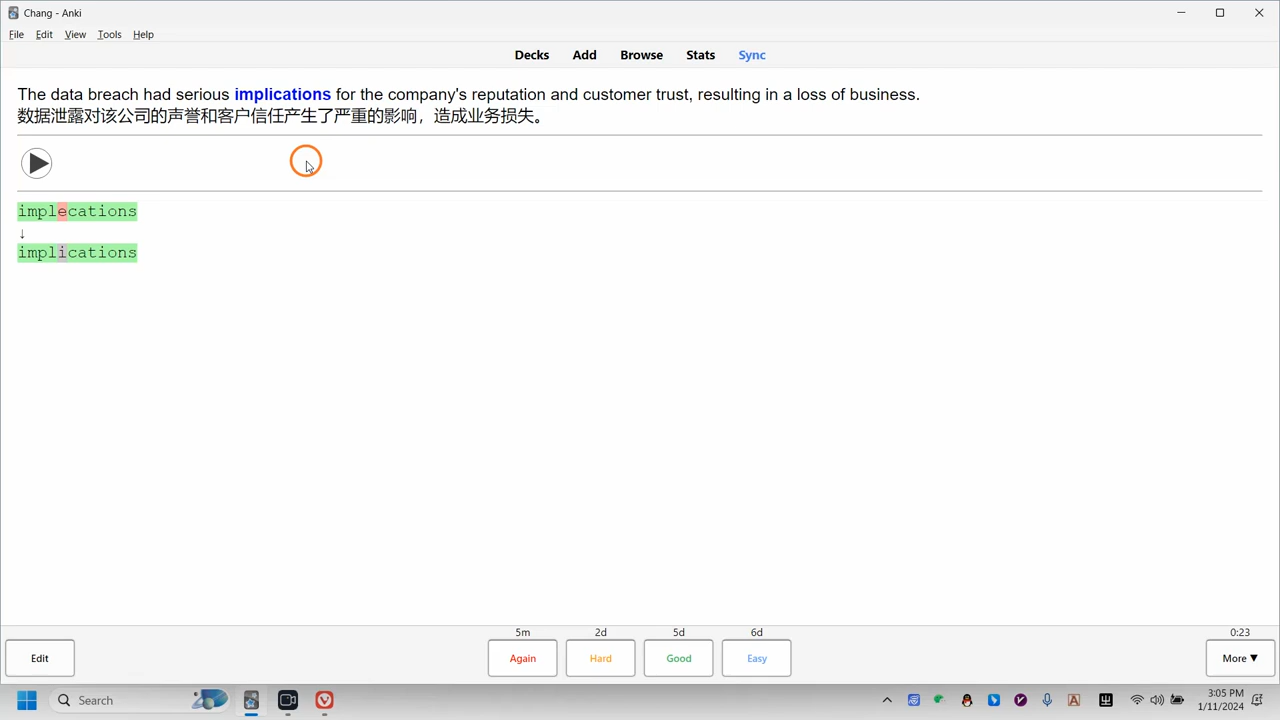 Chang - Anki
File Edit View Tools Help
Decks Add Browse Stats Sync
The data breach had serious implications for the company's reputation and customer trust, resulting in a loss of business.
数据泄露对该公司的声誉和客户信任产生了严重的影响，造成业务损失。
implecations
↓
implications
5m 2d 5d 6d 0:23
Edit Again Hard Good Easy More ▼
Search
3:05 PM
1/11/2024